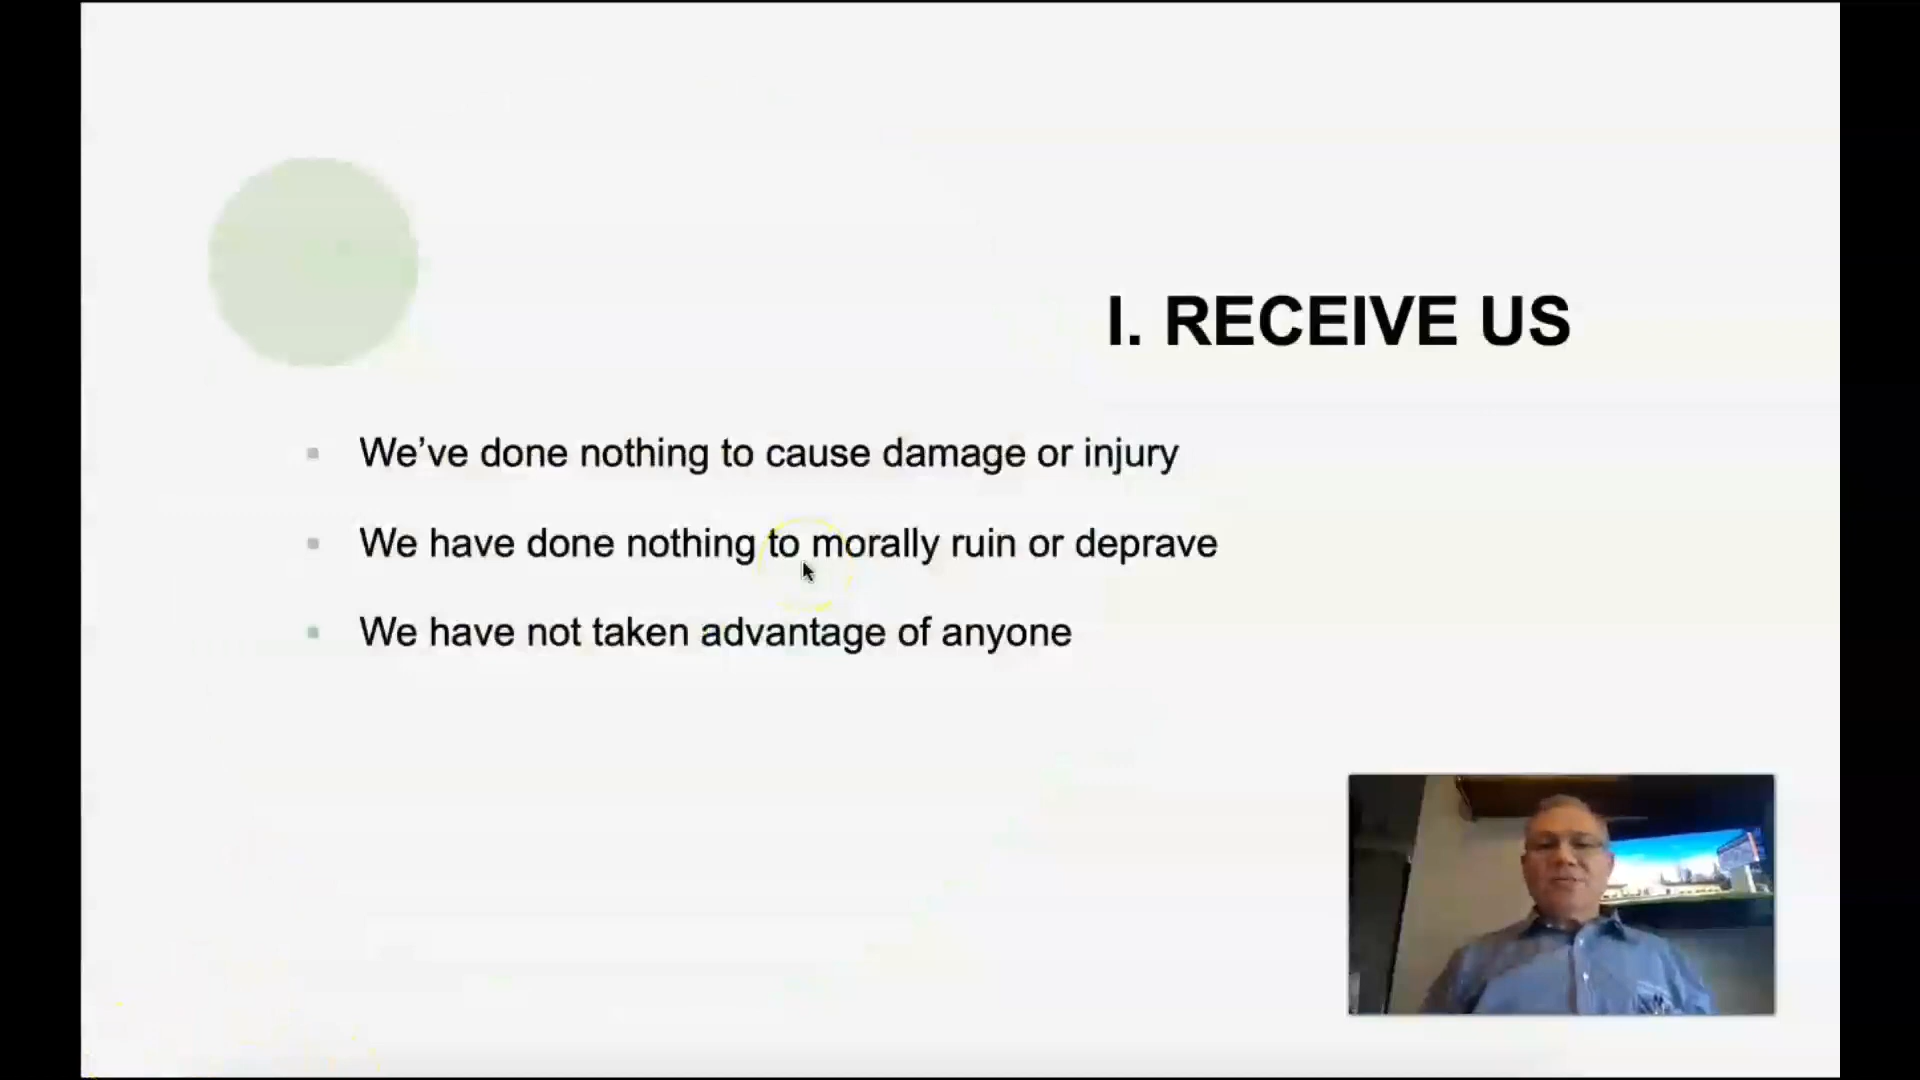 I. RECEIVE US
We’ve done nothing to cause damage or injury
We have done nothing to morally ruin or deprave
We have not taken advantage of anyone